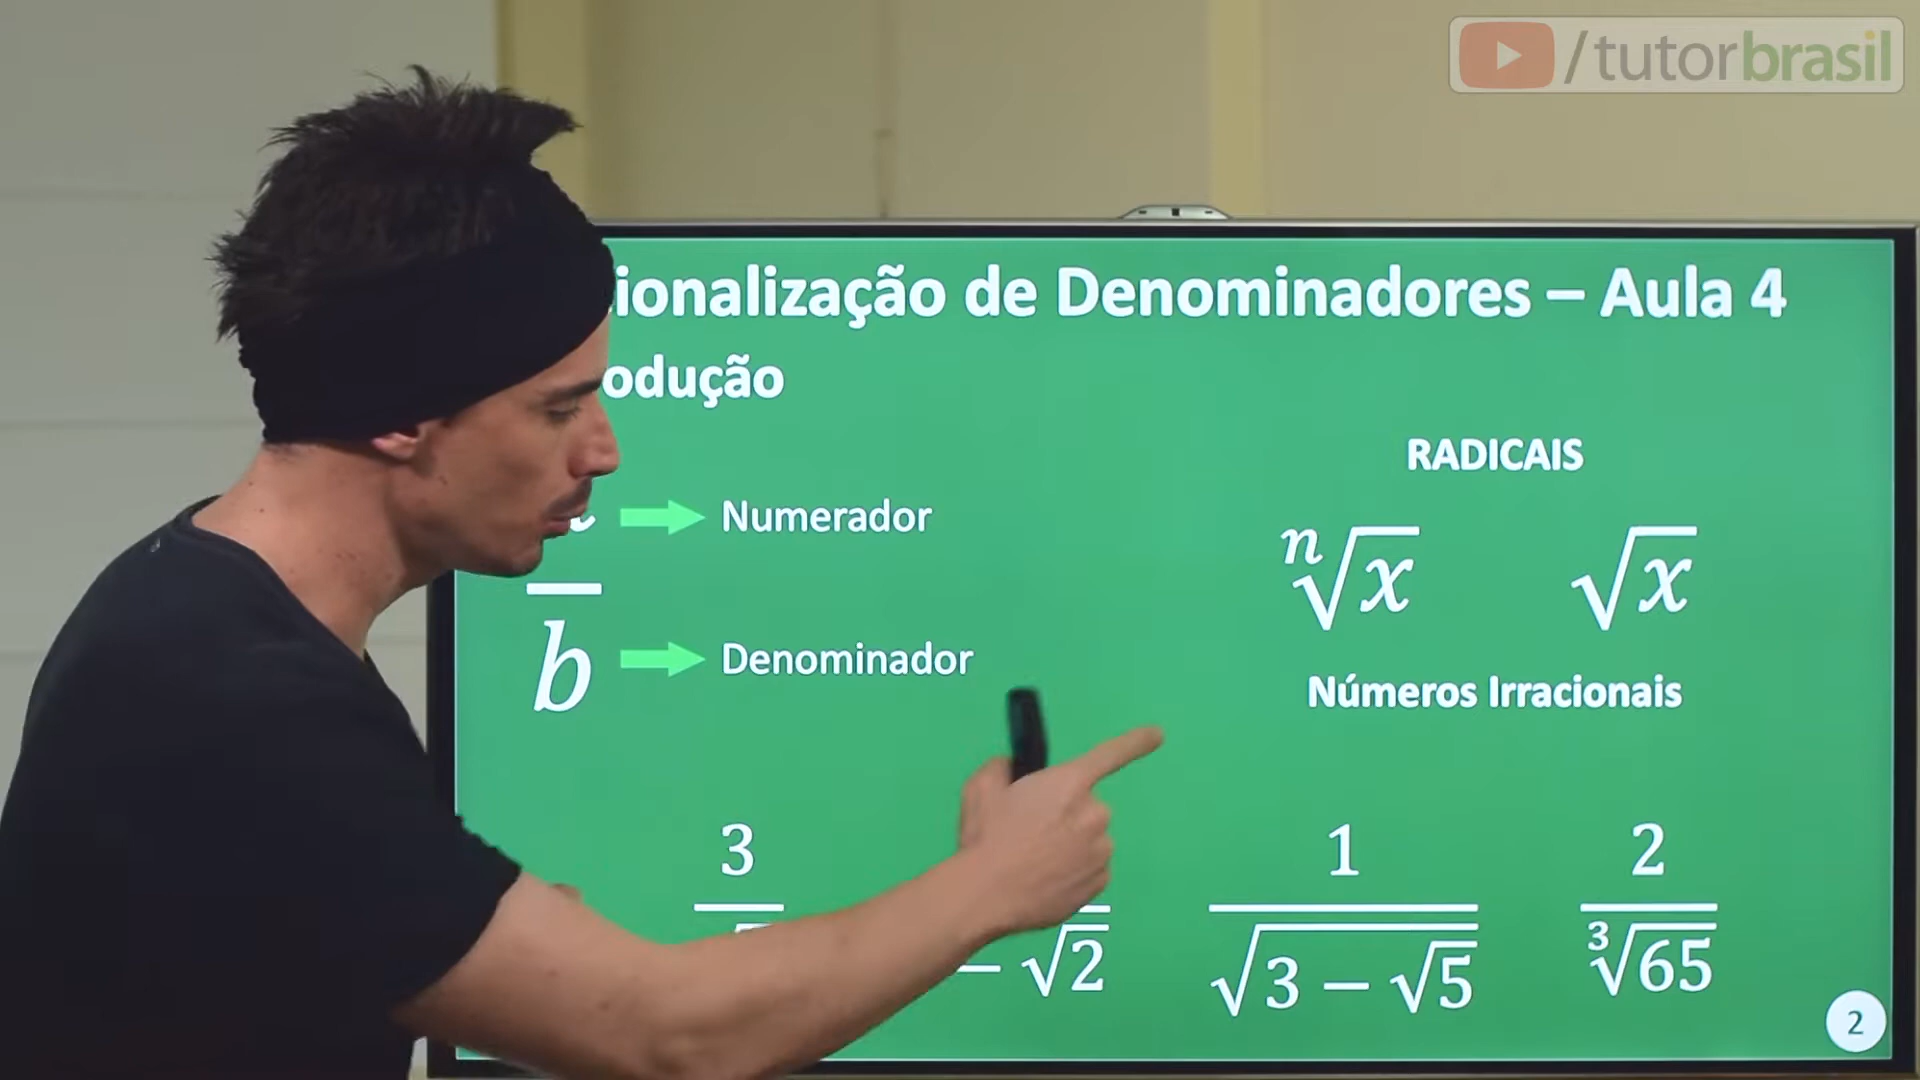 /tutorbrasil
ionalização de Denominadores – Aula 4
odução
RADICAIS
Numerador
ⁿ√x √x
b
Denominador
Números Irracionais
3 1 2
– √2 √(3 – √5) ³√65
2